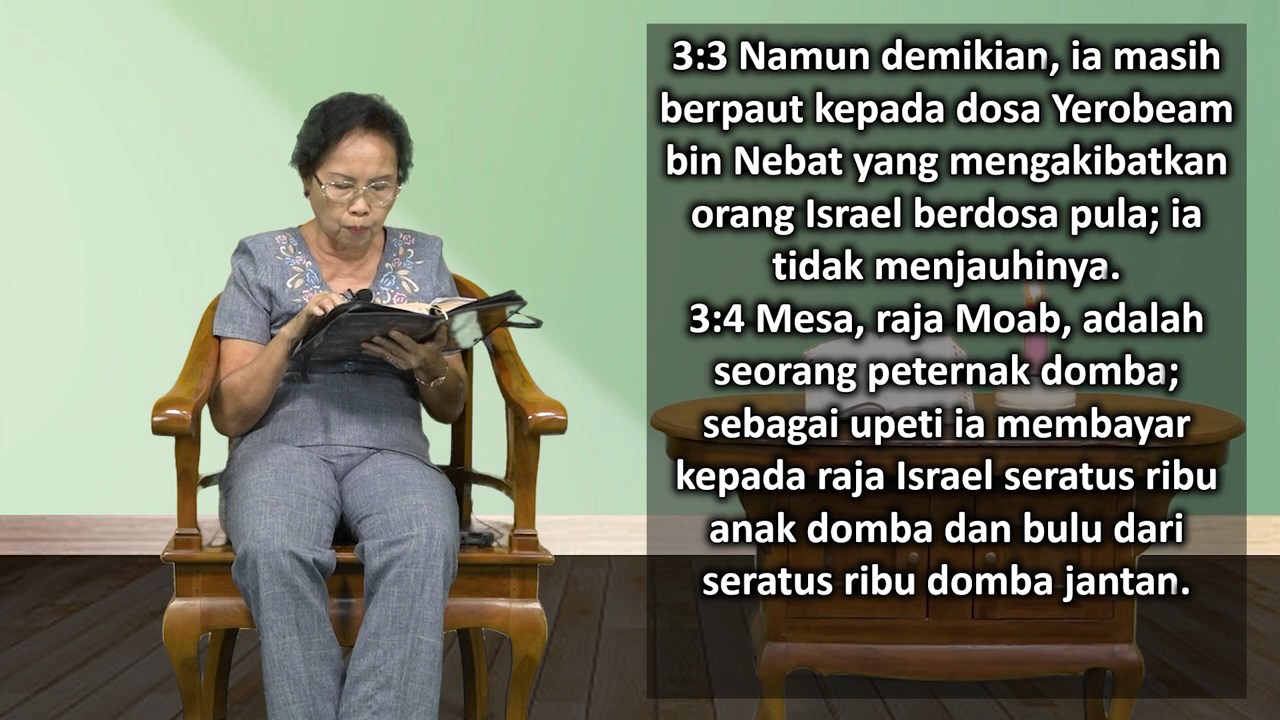 3:3 Namun demikian, ia masih
berpaut kepada dosa Yerobeam
bin Nebat yang mengakibatkan
orang Israel berdosa pula; ia
tidak menjauhinya.
3:4 Mesa, raja Moab, adalah
seorang peternak domba;
sebagai upeti ia membayar
kepada raja Israel seratus ribu
anak domba dan bulu dari
seratus ribu domba jantan.